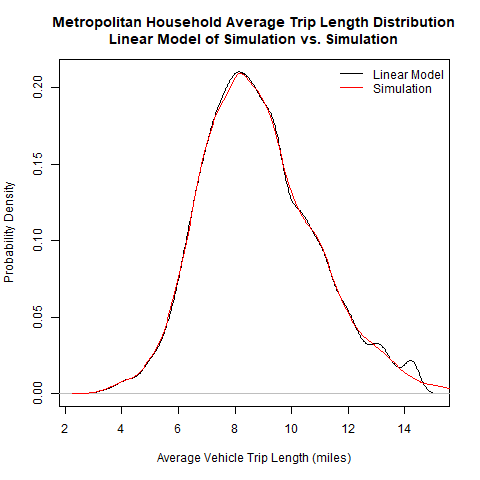 Metropolitan Household Average Trip Length Distribution
Linear Model of Simulation vs. Simulation
Linear Model
Simulation
Probability Density
0.20
0.15
0.10
0.05
0.00
2 4 6 8 10 12 14
Average Vehicle Trip Length (miles)